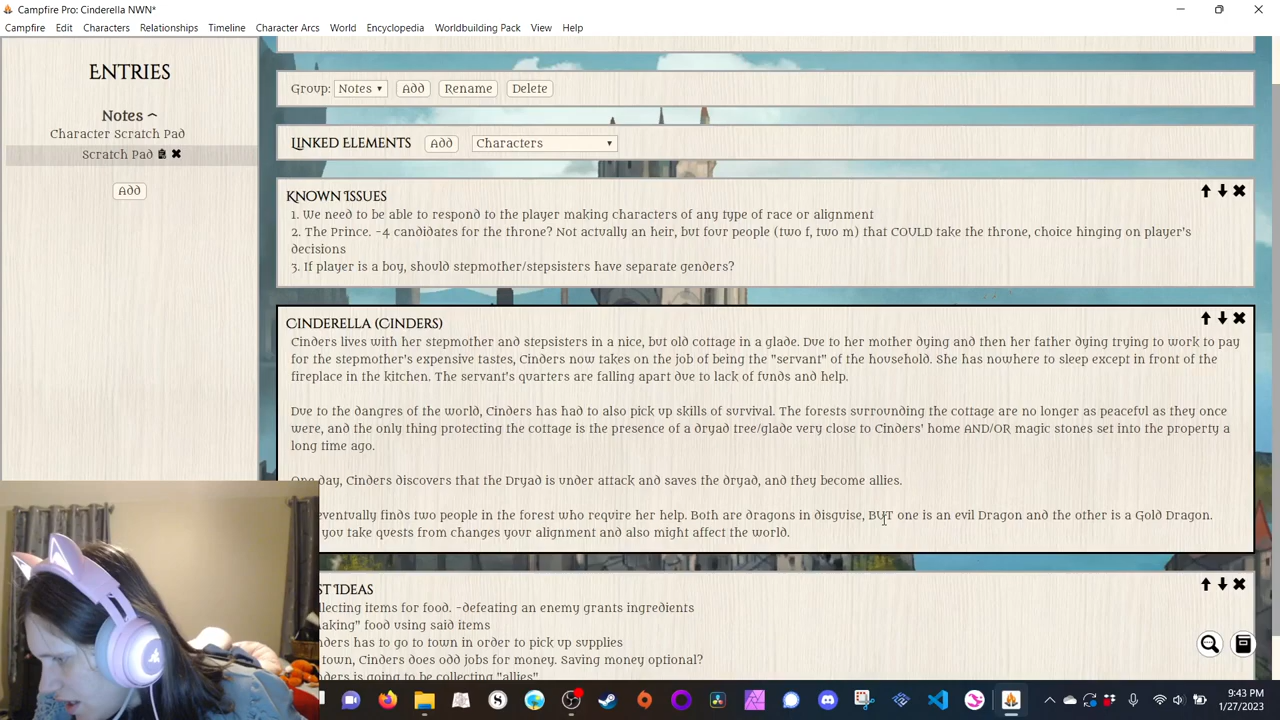 Campfire Pro: Cinderella NWN*
Campfire Edit Characters Relationships Timeline Character Arcs World Encyclopedia Worldbuilding Pack View Help
Entries
Notes
Character Scratch Pad
Scratch Pad
Add
Group: Notes Add Rename Delete
Linked Elements Add Characters
Known Issues
1. We need to be able to respond to the player making characters of any type of race or alignment
2. The Prince. -4 candidates for the throne? Not actually an heir, but four people (two f, two m) that COULD take the throne, choice hinging on player's
decisions
3. If player is a boy, should stepmother/stepsisters have separate genders?
Cinderella (Cinders)
Cinders lives with her stepmother and stepsisters in a nice, but old cottage in a glade. Due to her mother dying and then her father dying trying to work to pay
for the stepmother's expensive tastes, Cinders now takes on the job of being the "servant" of the household. She has nowhere to sleep except in front of the
fireplace in the kitchen. The servant's quarters are falling apart due to lack of funds and help.
Due to the dangres of the world, Cinders has had to also pick up skills of survival. The forests surrounding the cottage are no longer as peaceful as they once
were, and the only thing protecting the cottage is the presence of a dryad tree/glade very close to Cinders' home AND/OR magic stones set into the property a
long time ago.
One day, Cinders discovers that the Dryad is under attack and saves the dryad, and they become allies.
eventually finds two people in the forest who require her help. Both are dragons in disguise, BUT one is an evil Dragon and the other is a Gold Dragon.
you take quests from changes your alignment and also might affect the world.
Ideas
food. -defeating an enemy grants ingredients
food using said items
has to go to town in order to pick up supplies
town, Cinders does odd jobs for money. Saving money optional?
is going to be collecting "allies"
9:43 PM
1/27/2023